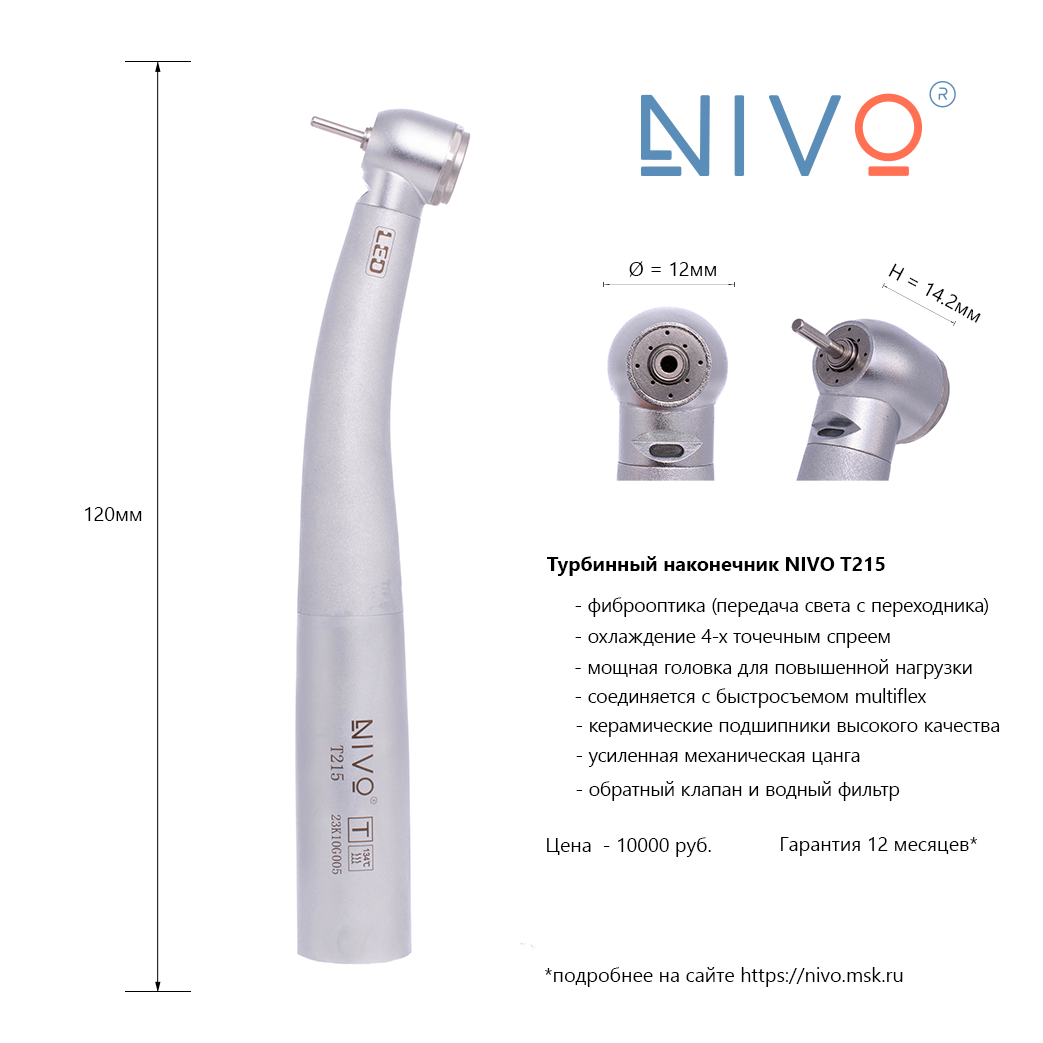 NIVO ®
Ø = 12мм
H = 14.2мм
LED
120мм
Турбинный наконечник NIVO T215
- фиброоптика (передача света с переходника)
- охлаждение 4-х точечным спреем
- мощная головка для повышенной нагрузки
- соединяется с быстросъемом multiflex
- керамические подшипники высокого качества
- усиленная механическая цанга
- обратный клапан и водный фильтр
NIVO ®
T215
T
134°C
23K10G005
Цена - 10000 руб.
Гарантия 12 месяцев*
*подробнее на сайте https://nivo.msk.ru